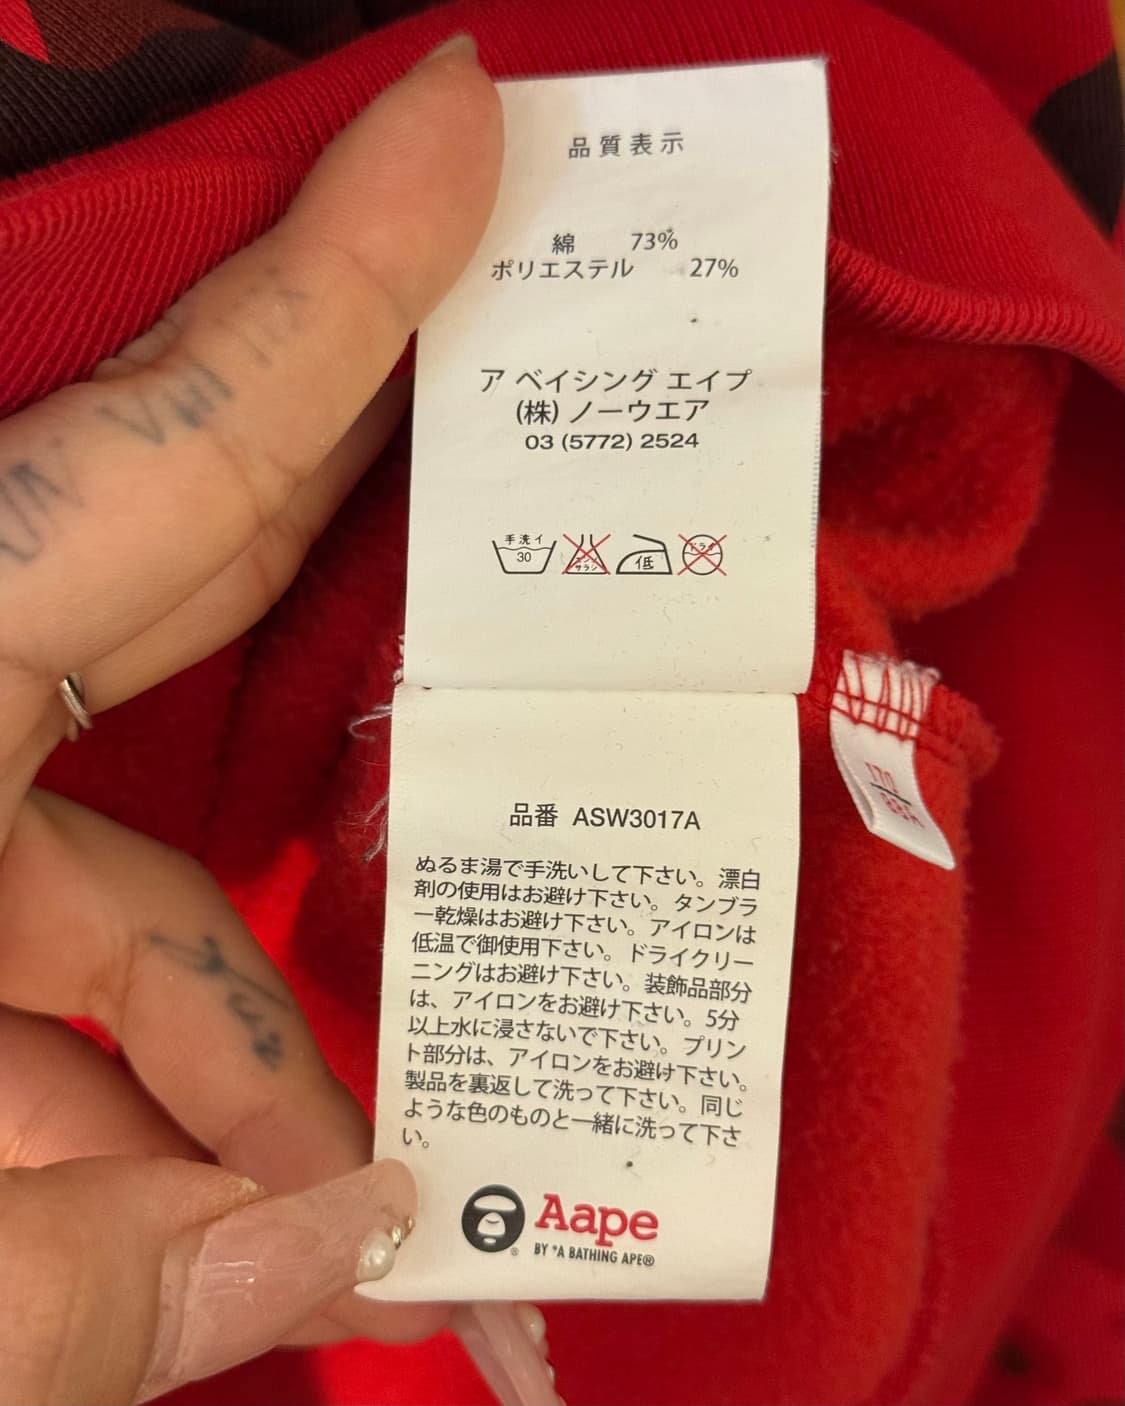 品質表示
綿 73%
ポリエステル 27%
ア ベイシング エイプ
(株) ノーウエア
03 (5772) 2524
手洗イ
30
エンソ
サラシ
低
ドライ
品番 ASW3017A
ぬるま湯で手洗いして下さい。漂白
剤の使用はお避け下さい。タンブラ
ー乾燥はお避け下さい。アイロンは
低温で御使用下さい。ドライクリー
ニングはお避け下さい。装飾品部分
は、アイロンをお避け下さい。5分
以上水に浸さないで下さい。プリン
ト部分は、アイロンをお避け下さい。
製品を裏返して洗って下さい。同じ
ような色のものと一緒に洗って下さ
い。
Aape
BY *A BATHING APE®
170